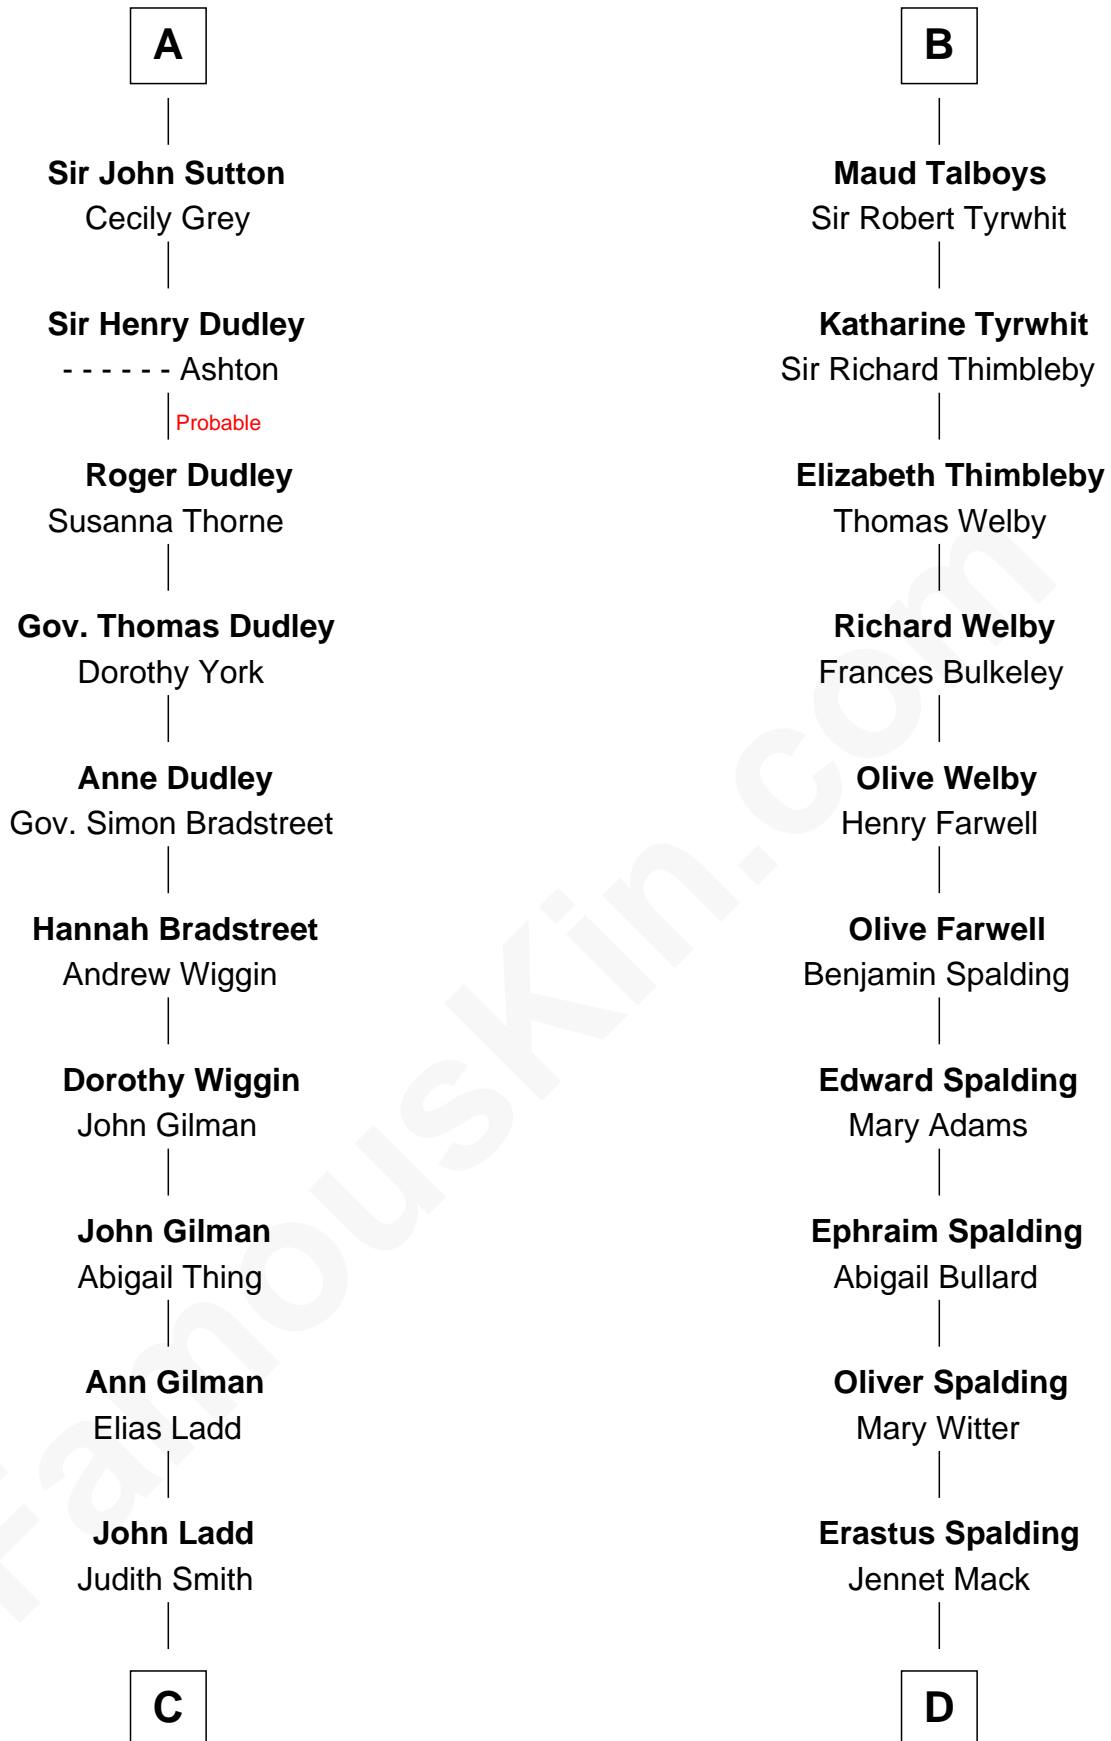 A
Sir John Sutton
Cecily Grey
Sir Henry Dudley
- - - - - - Ashton
Probable
Roger Dudley
Susanna Thorne
Gov. Thomas Dudley
Dorothy York
Anne Dudley
Gov. Simon Bradstreet
Hannah Bradstreet
Andrew Wiggin
Dorothy Wiggin
John Gilman
John Gilman
Abigail Thing
Ann Gilman
Elias Ladd
John Ladd
Judith Smith
C
B
Maud Talboys
Sir Robert Tyrwhit
Katharine Tyrwhit
Sir Richard Thimbleby
Elizabeth Thimbleby
Thomas Welby
Richard Welby
Frances Bulkeley
Olive Welby
Henry Farwell
Olive Farwell
Benjamin Spalding
Edward Spalding
Mary Adams
Ephraim Spalding
Abigail Bullard
Oliver Spalding
Mary Witter
Erastus Spalding
Jennet Mack
D
FamousKin.com